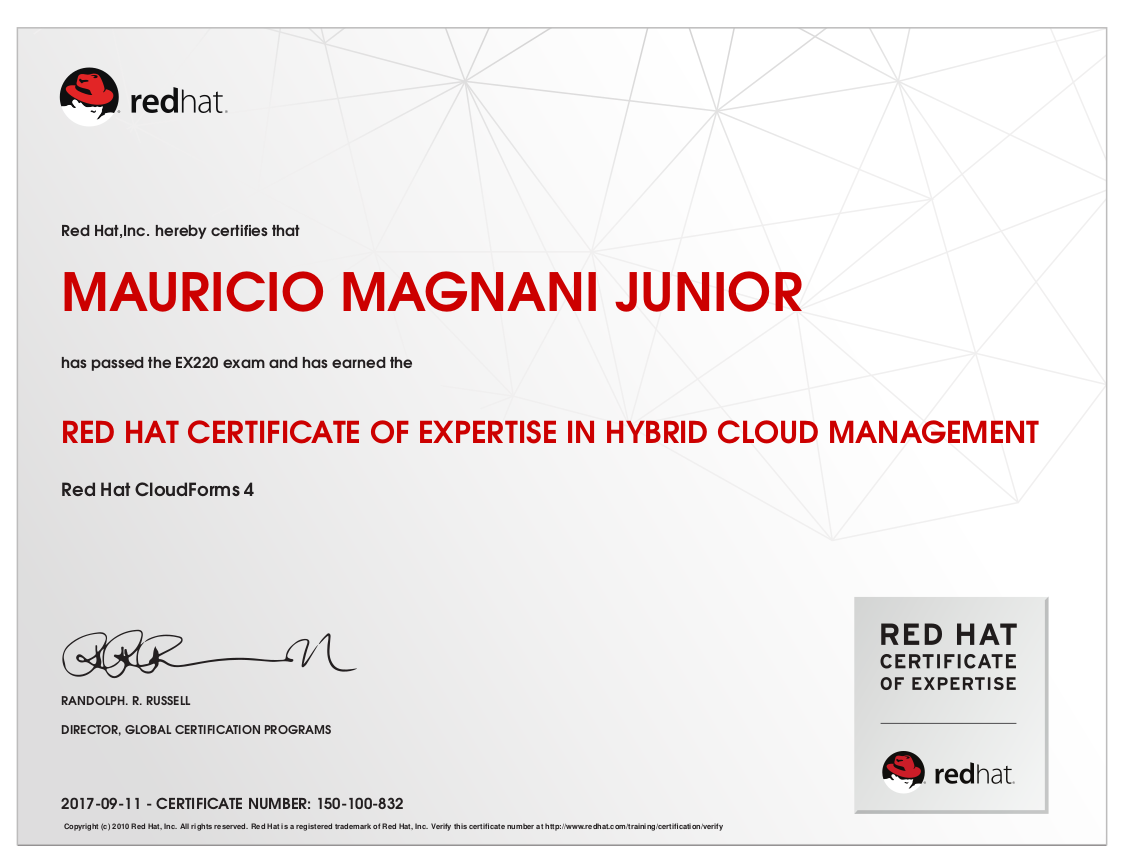 redhat.
Red Hat,Inc. hereby certifies that
MAURICIO MAGNANI JUNIOR
has passed the EX220 exam and has earned the
RED HAT CERTIFICATE OF EXPERTISE IN HYBRID CLOUD MANAGEMENT
Red Hat CloudForms 4
RANDOLPH. R. RUSSELL
DIRECTOR, GLOBAL CERTIFICATION PROGRAMS
2017-09-11 - CERTIFICATE NUMBER: 150-100-832
Copyright (c) 2010 Red Hat, Inc. All rights reserved. Red Hat is a registered trademark of Red Hat, Inc. Verify this certificate number at http://www.redhat.com/training/certification/verify
RED HAT
CERTIFICATE
OF EXPERTISE
redhat.